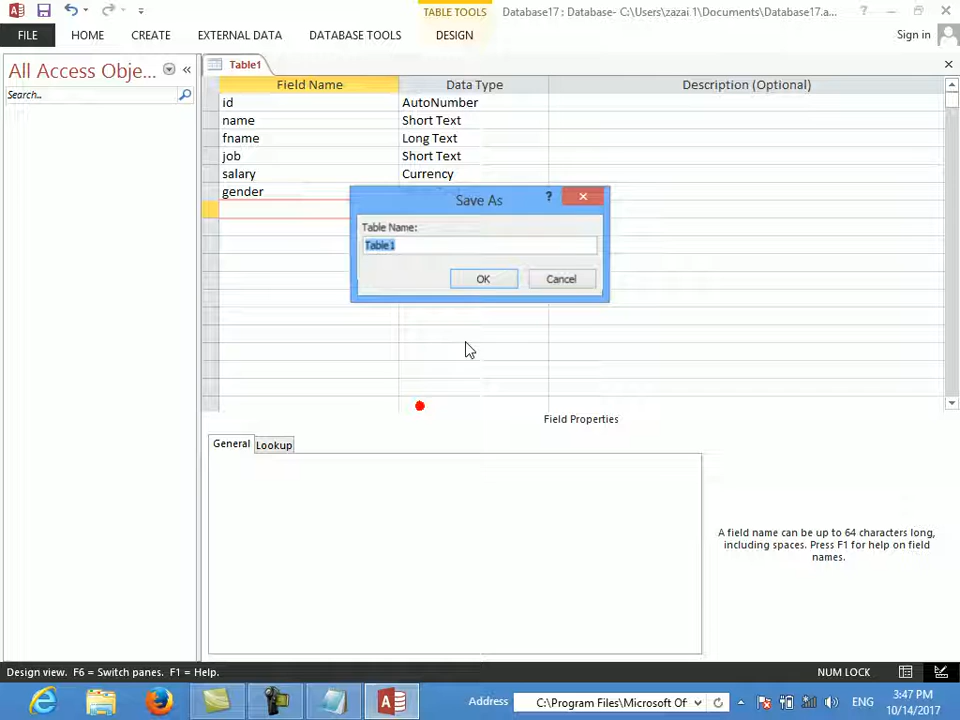 TABLE TOOLS
Database17 : Database- C:\Users\zazai 1\Documents\Database17.a...
FILE
HOME
CREATE
EXTERNAL DATA
DATABASE TOOLS
DESIGN
Sign in
All Access Obje...
Search...
Table1
Field Name
Data Type
Description (Optional)
id
AutoNumber
name
Short Text
fname
Long Text
job
Short Text
salary
Currency
gender
Save As
Table Name:
Table1
OK
Cancel
Field Properties
General
Lookup
A field name can be up to 64 characters long,
including spaces. Press F1 for help on field
names.
Design view. F6 = Switch panes. F1 = Help.
NUM LOCK
Address
C:\Program Files\Microsoft Of
ENG
3:47 PM
10/14/2017